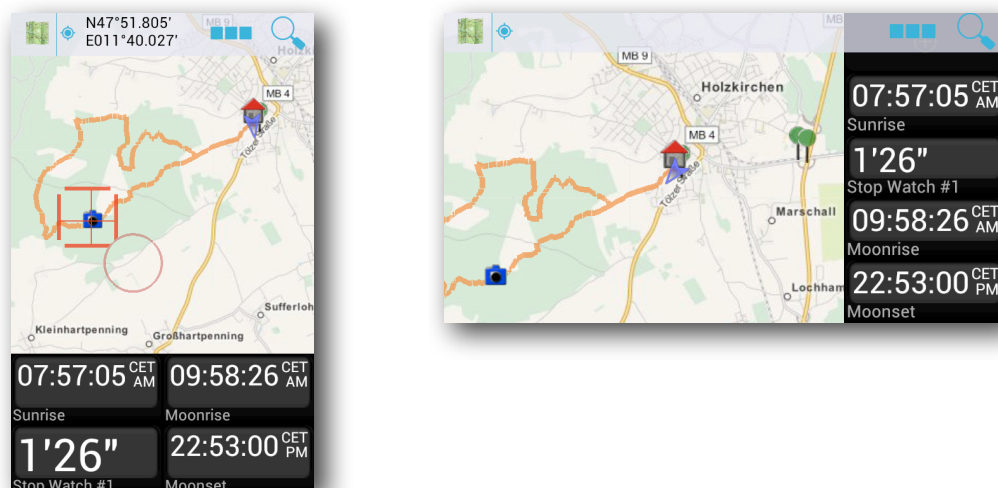 N47°51.805'
E011°40.027'
MB 9
Holzk
MB 4
Tölzer Straße
Sufferloh
Kleinhartpenning
Großhartpenning
07:57:05 CET AM
Sunrise
09:58:26 CET AM
Moonrise
1'26"
Stop Watch #1
22:53:00 CET PM
Moonset
MB 9
MB
Holzkirchen
MB 4
Tölzer Straße
Marschall
Lochham
07:57:05 CET AM
Sunrise
1'26"
Stop Watch #1
09:58:26 CET AM
Moonrise
22:53:00 CET PM
Moonset